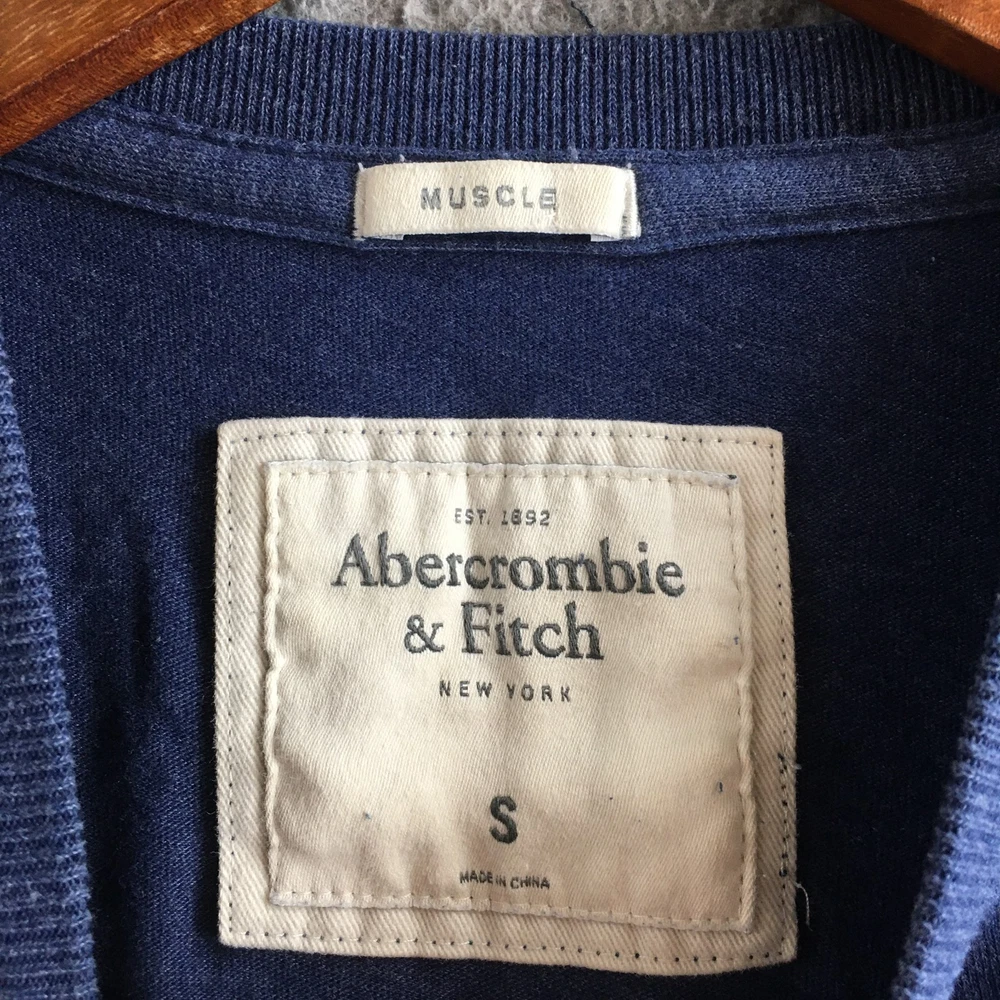 MUSCLE
EST. 1892
Abercrombie
& Fitch
NEW YORK
S
MADE IN CHINA